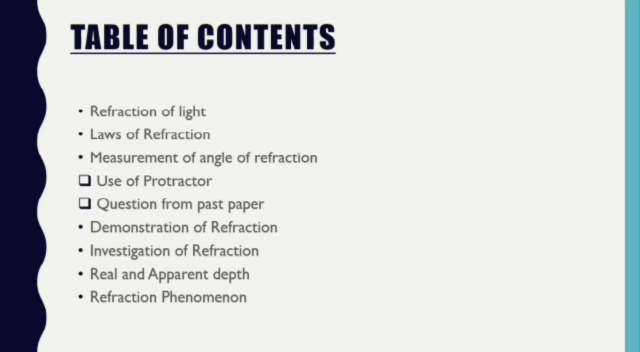 TABLE OF CONTENTS
• Refraction of light
• Laws of Refraction
• Measurement of angle of refraction
❑ Use of Protractor
❑ Question from past paper
• Demonstration of Refraction
• Investigation of Refraction
• Real and Apparent depth
• Refraction Phenomenon